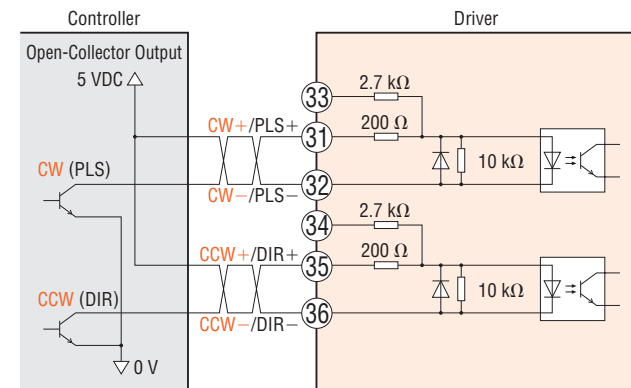 Controller
Driver
Open-Collector Output
5 VDC
33
2.7 kΩ
CW+/PLS+
31
200 Ω
CW (PLS)
10 kΩ
CW−/PLS−
32
34
2.7 kΩ
CCW+/DIR+
35
200 Ω
CCW (DIR)
10 kΩ
36
CCW−/DIR−
0 V